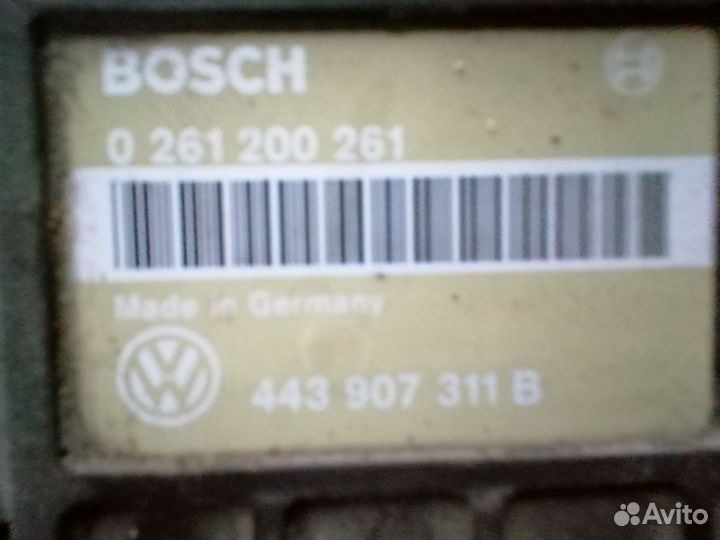 BOSCH
0 261 200 261
Made in Germany
443 907 311 B
Avito